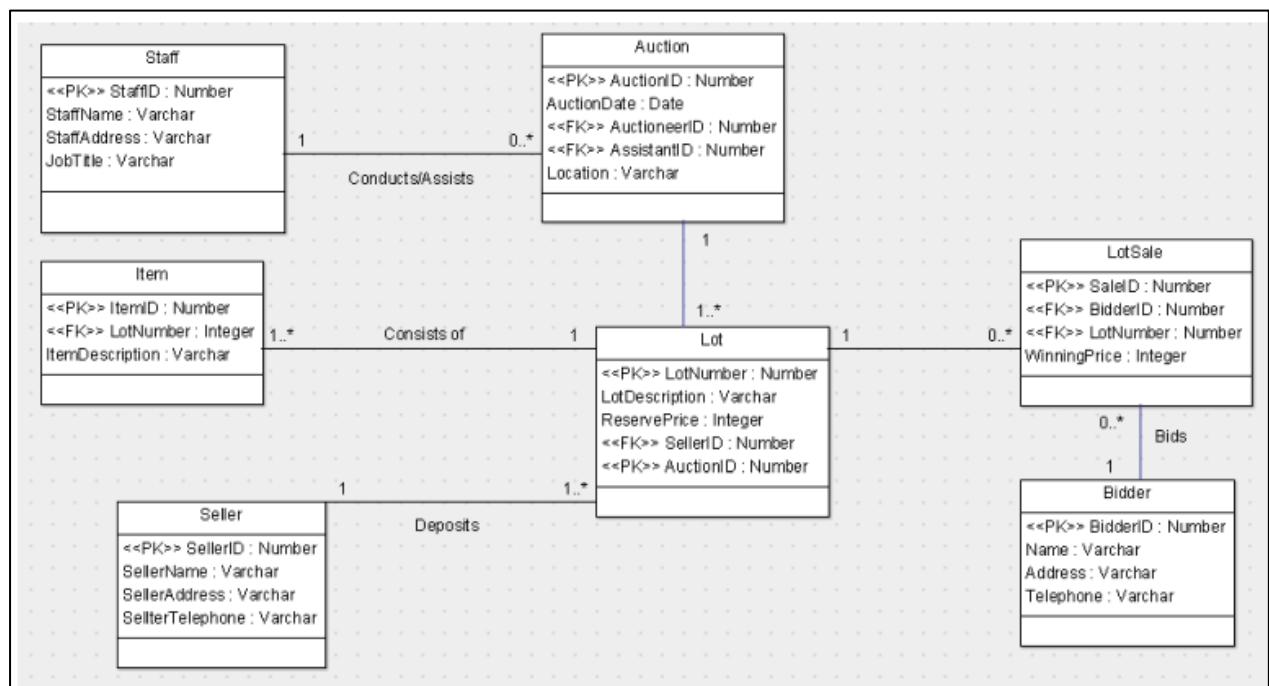 Staff
<<PK>> StaffID : Number
StaffName : Varchar
StaffAddress : Varchar
JobTitle : Varchar
1
0..*
Conducts/Assists
Auction
<<PK>> AuctionID : Number
AuctionDate : Date
<<FK>> AuctioneerID : Number
<<FK>> AssistantID : Number
Location : Varchar
1
1..*
Item
<<PK>> ItemID : Number
<<FK>> LotNumber : Integer
ItemDescription : Varchar
1..*
Consists of
1
Lot
<<PK>> LotNumber : Number
LotDescription : Varchar
ReservePrice : Integer
<<FK>> SellerID : Number
<<PK>> AuctionID : Number
1
0..*
LotSale
<<PK>> SaleID : Number
<<FK>> BidderID : Number
<<FK>> LotNumber : Number
WinningPrice : Integer
0..*
Bids
1
Bidder
<<PK>> BidderID : Number
Name : Varchar
Address : Varchar
Telephone : Varchar
1
1..*
Deposits
Seller
<<PK>> SellerID : Number
SellerName : Varchar
SellerAddress : Varchar
SellterTelephone : Varchar